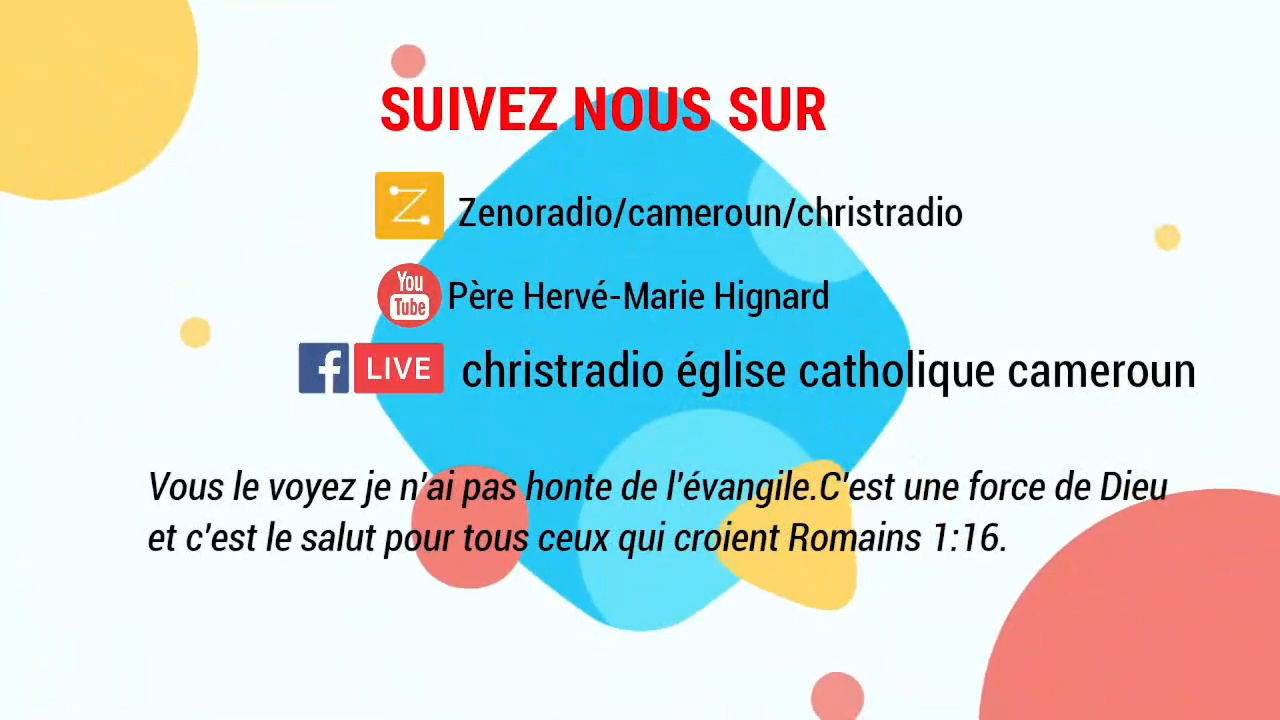 SUIVEZ NOUS SUR
Z Zenoradio/cameroun/christradio
You Tube Père Hervé-Marie Hignard
f LIVE christradio église catholique cameroun
Vous le voyez je n'ai pas honte de l'évangile.C'est une force de Dieu
et c'est le salut pour tous ceux qui croient Romains 1:16.